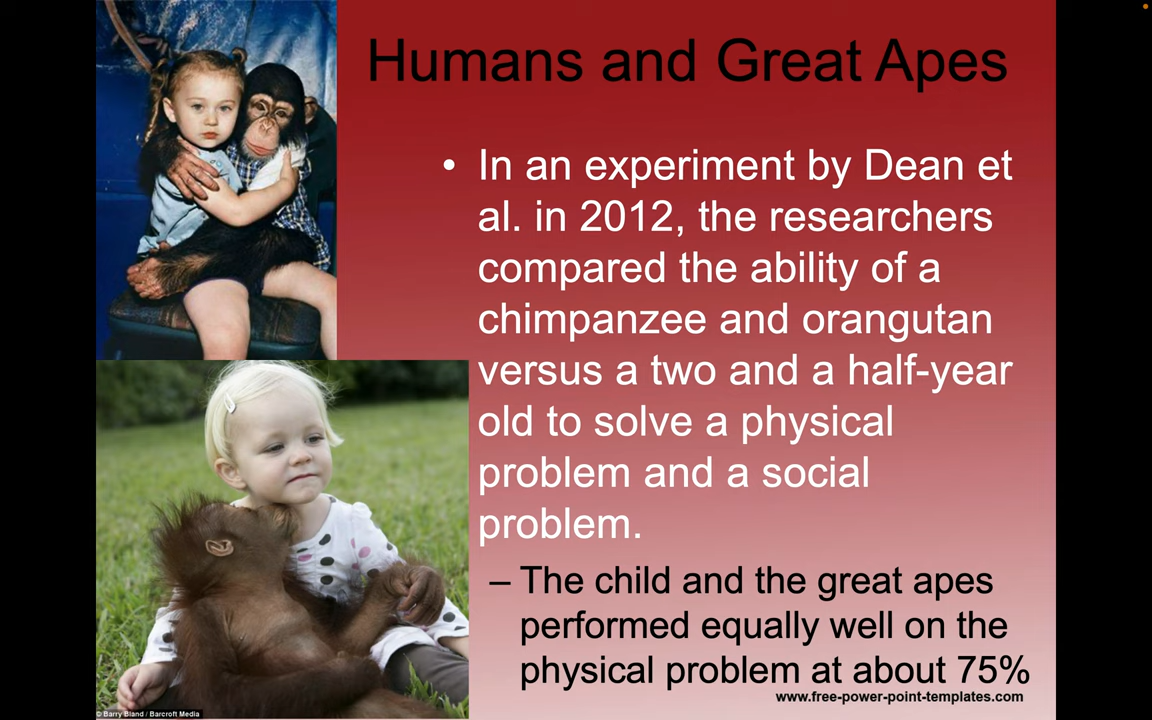 Humans and Great Apes
• In an experiment by Dean et
al. in 2012, the researchers
compared the ability of a
chimpanzee and orangutan
versus a two and a half-year
old to solve a physical
problem and a social
problem.
– The child and the great apes
performed equally well on the
physical problem at about 75%
www.free-power-point-templates.com
© Barry Bland / Barcroft Media